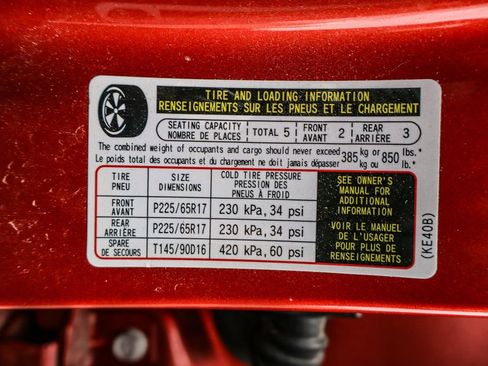 TIRE AND LOADING INFORMATION
RENSEIGNEMENTS SUR LES PNEUS ET LE CHARGEMENT
SEATING CAPACITY
NOMBRE DE PLACES
TOTAL 5
FRONT
AVANT
2
REAR
ARRIÈRE
3
The combined weight of occupants and cargo should never exceed
Le poids total des occupants et du chargement ne doit jamais dépasser
385 kg or ou 850 lbs.* lb.*
TIRE
PNEU
SIZE
DIMENSIONS
COLD TIRE PRESSURE
PRESSION DES
PNEUS À FROID
FRONT
AVANT
P225/65R17
230 kPa, 34 psi
REAR
ARRIÈRE
P225/65R17
230 kPa, 34 psi
SPARE
DE SECOURS
T145/90D16
420 kPa, 60 psi
SEE OWNER'S
MANUAL FOR
ADDITIONAL
INFORMATION
VOIR LE MANUEL
DE L'USAGER
POUR PLUS DE
RENSEIGNEMENTS
(KE40B)